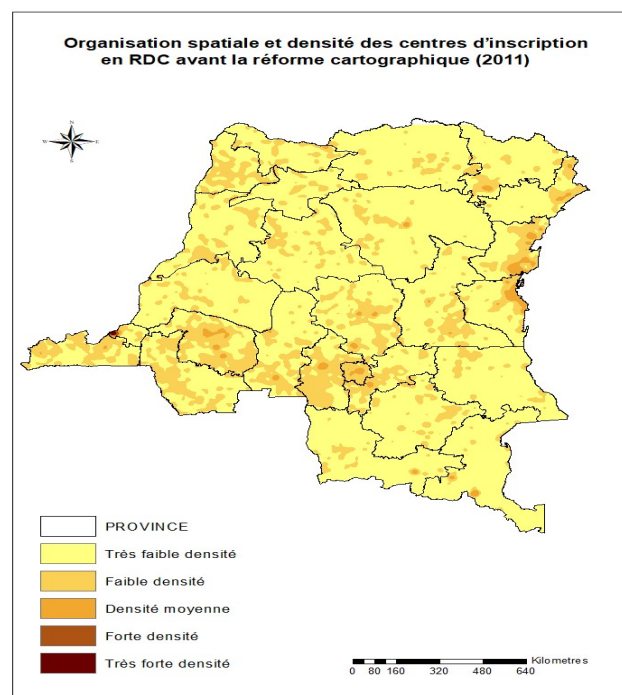 Organisation spatiale et densité des centres d'inscription
en RDC avant la réforme cartographique (2011)
N
W E
S
PROVINCE
Très faible densité
Faible densité
Densité moyenne
Forte densité
Très forte densité
Kilometres
0 80 160 320 480 640